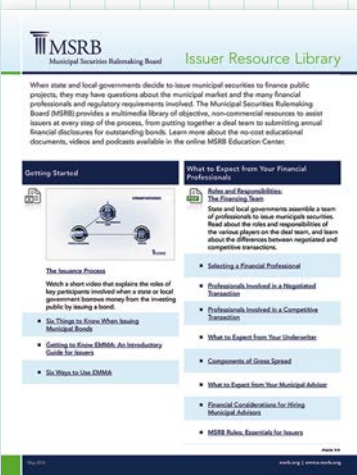 MSRB
Municipal Securities Rulemaking Board
Issuer Resource Library
When state and local governments decide to issue municipal securities to finance public
projects, they may have questions about the municipal market and the many financial
professionals and regulatory requirements involved. The Municipal Securities Rulemaking
Board (MSRB) provides a multimedia library of objective, non-commercial resources to assist
issuers at every step of the process, from putting together a deal team to submitting annual
financial disclosures for outstanding bonds. Learn more about the no-cost educational
documents, videos and podcasts available in the online MSRB Education Center.
Getting Started
The Issuance Process
Watch a short video that explains the roles of
key participants involved when a state or local
government borrows money from the investing
public by issuing a bond.
Six Things to Know When Issuing
Municipal Bonds
Getting to Know EMMA: An Introductory
Guide for Issuers
Six Ways to Use EMMA
What to Expect from Your Financial
Professionals
Roles and Responsibilities:
The Financing Team
State and local governments assemble a team
of professionals to issue municipals securities.
Read about the roles and responsibilities of
the various players on the deal team, and learn
about the differences between negotiated and
competitive transactions.
Selecting a Financial Professional
Professionals Involved in a Negotiated
Transaction
Professionals Involved in a Competitive
Transaction
What to Expect from Your Underwriter
Components of Gross Spread
What to Expect from Your Municipal Advisor
Financial Considerations for Hiring
Municipal Advisors
MSRB Rules: Essentials for Issuers
msrb.org | emma.msrb.org